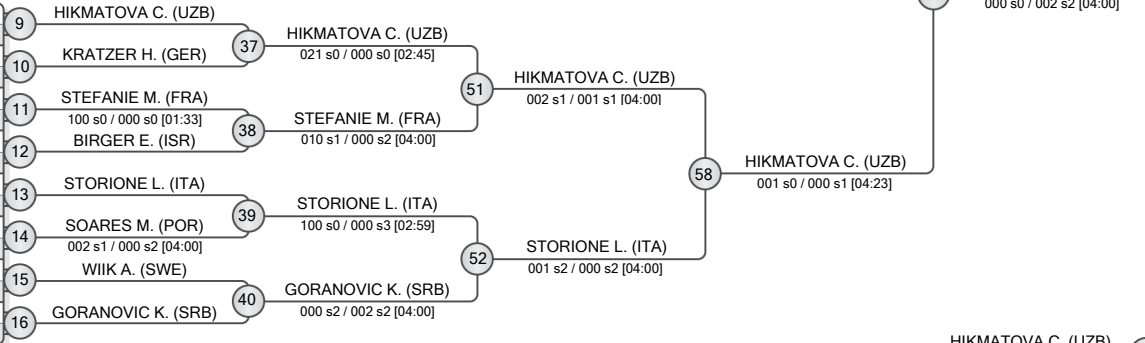 000 s0 / 002 s2 [04:00]
9
HIKMATOVA C. (UZB)
37
HIKMATOVA C. (UZB)
021 s0 / 000 s0 [02:45]
10
KRATZER H. (GER)
51
HIKMATOVA C. (UZB)
002 s1 / 001 s1 [04:00]
11
STEFANIE M. (FRA)
100 s0 / 000 s0 [01:33]
38
STEFANIE M. (FRA)
010 s1 / 000 s2 [04:00]
12
BIRGER E. (ISR)
58
HIKMATOVA C. (UZB)
001 s0 / 000 s1 [04:23]
13
STORIONE L. (ITA)
39
STORIONE L. (ITA)
100 s0 / 000 s3 [02:59]
14
SOARES M. (POR)
002 s1 / 000 s2 [04:00]
52
STORIONE L. (ITA)
001 s2 / 000 s2 [04:00]
15
WIIK A. (SWE)
40
GORANOVIC K. (SRB)
000 s2 / 002 s2 [04:00]
16
GORANOVIC K. (SRB)
HIKMATOVA C. (UZB)